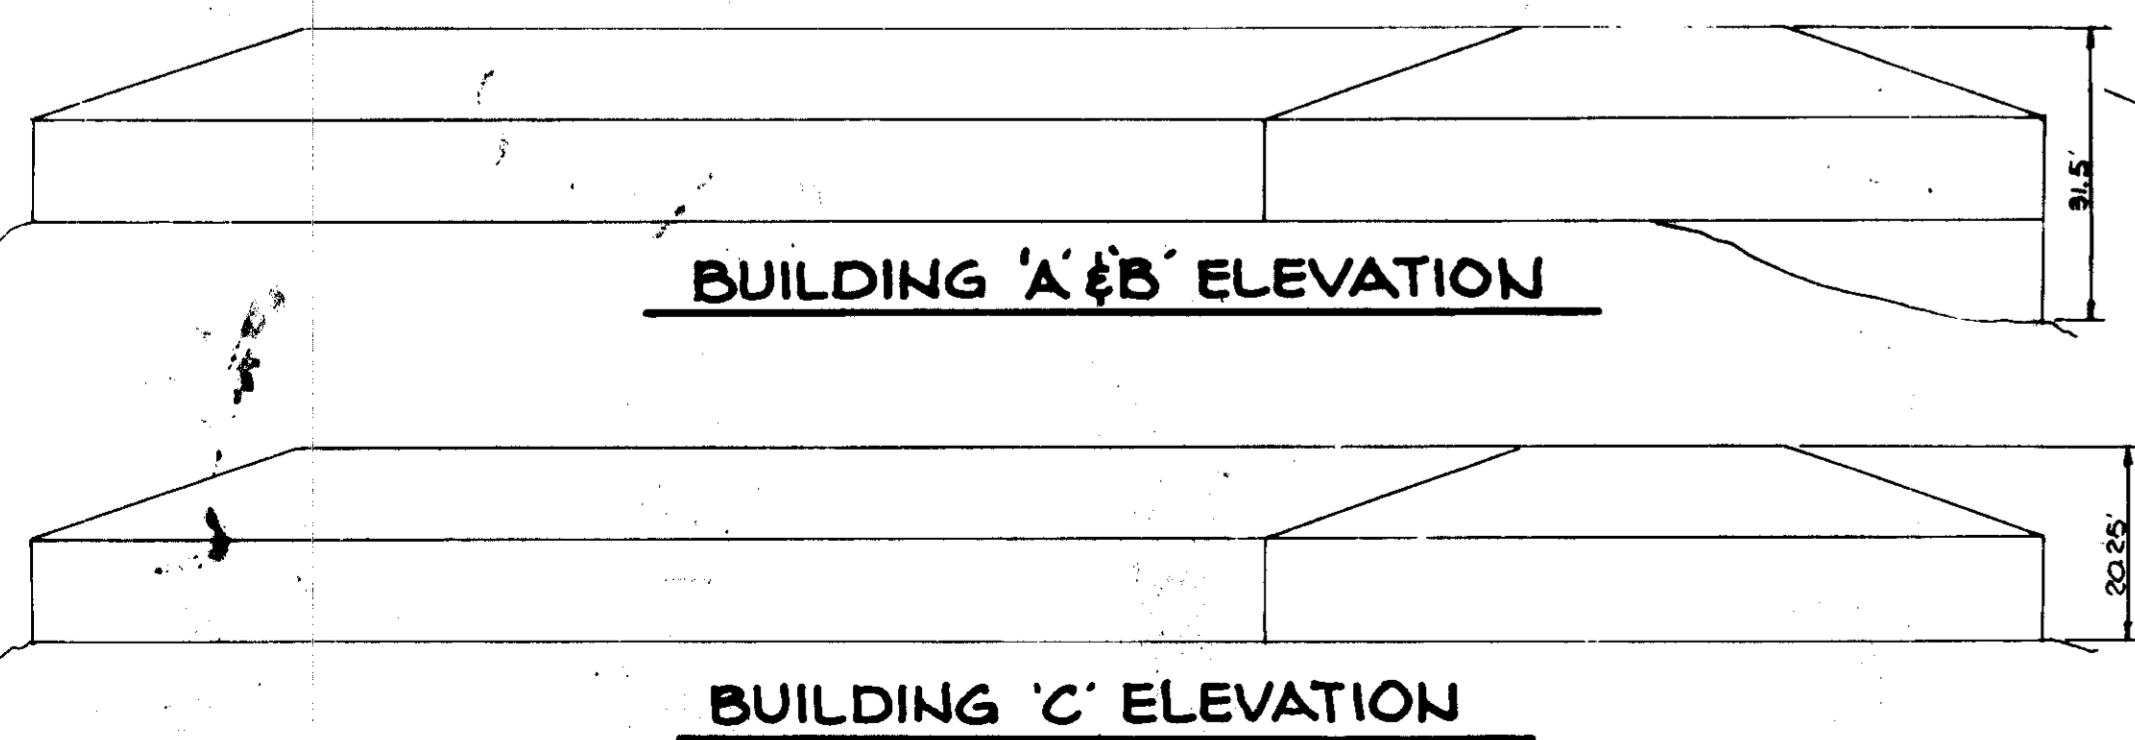 31.5'
BUILDING 'A' & 'B' ELEVATION
20.25'
BUILDING 'C' ELEVATION